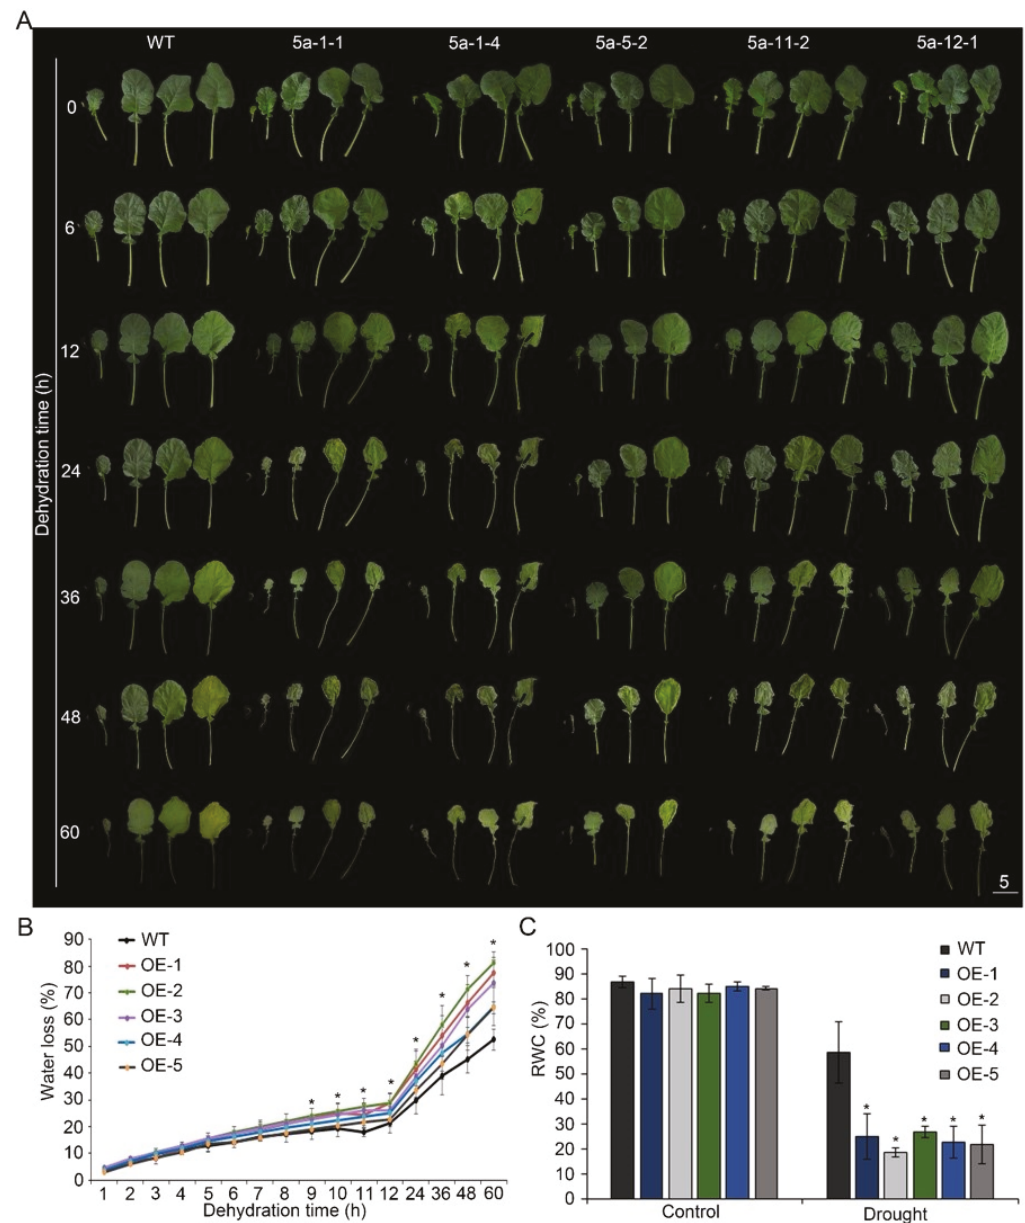 A
WT 5a-1-1 5a-1-4 5a-5-2 5a-11-2 5a-12-1
Dehydration time (h)
0
6
12
24
36
48
60
5
B
90
80
70
60
50
40
30
20
10
0
Water loss (%)
WT
OE-1
OE-2
OE-3
OE-4
OE-5
* * * * * * * *
1 2 3 4 5 6 7 8 9 10 11 12 24 36 48 60
Dehydration time (h)
C
100
90
80
70
60
50
40
30
20
10
0
RWC (%)
WT
OE-1
OE-2
OE-3
OE-4
OE-5
* * * * *
Control Drought